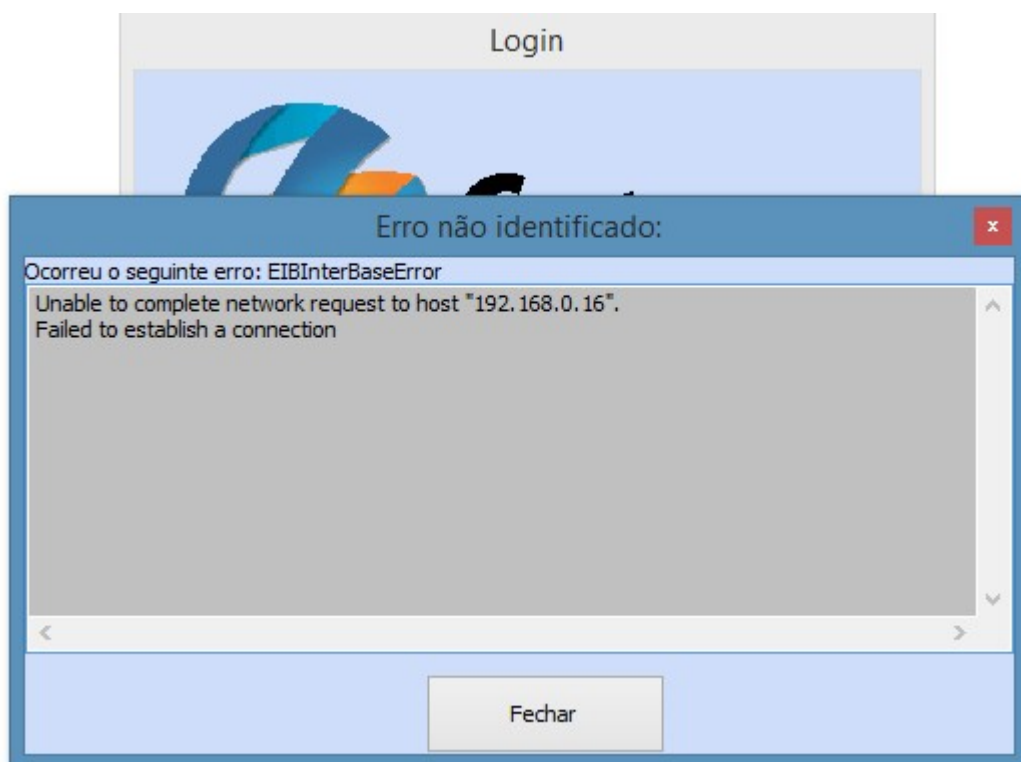 Login
Erro não identificado:
Ocorreu o seguinte erro: EIBInterBaseError
Unable to complete network request to host "192.168.0.16".
Failed to establish a connection
Fechar